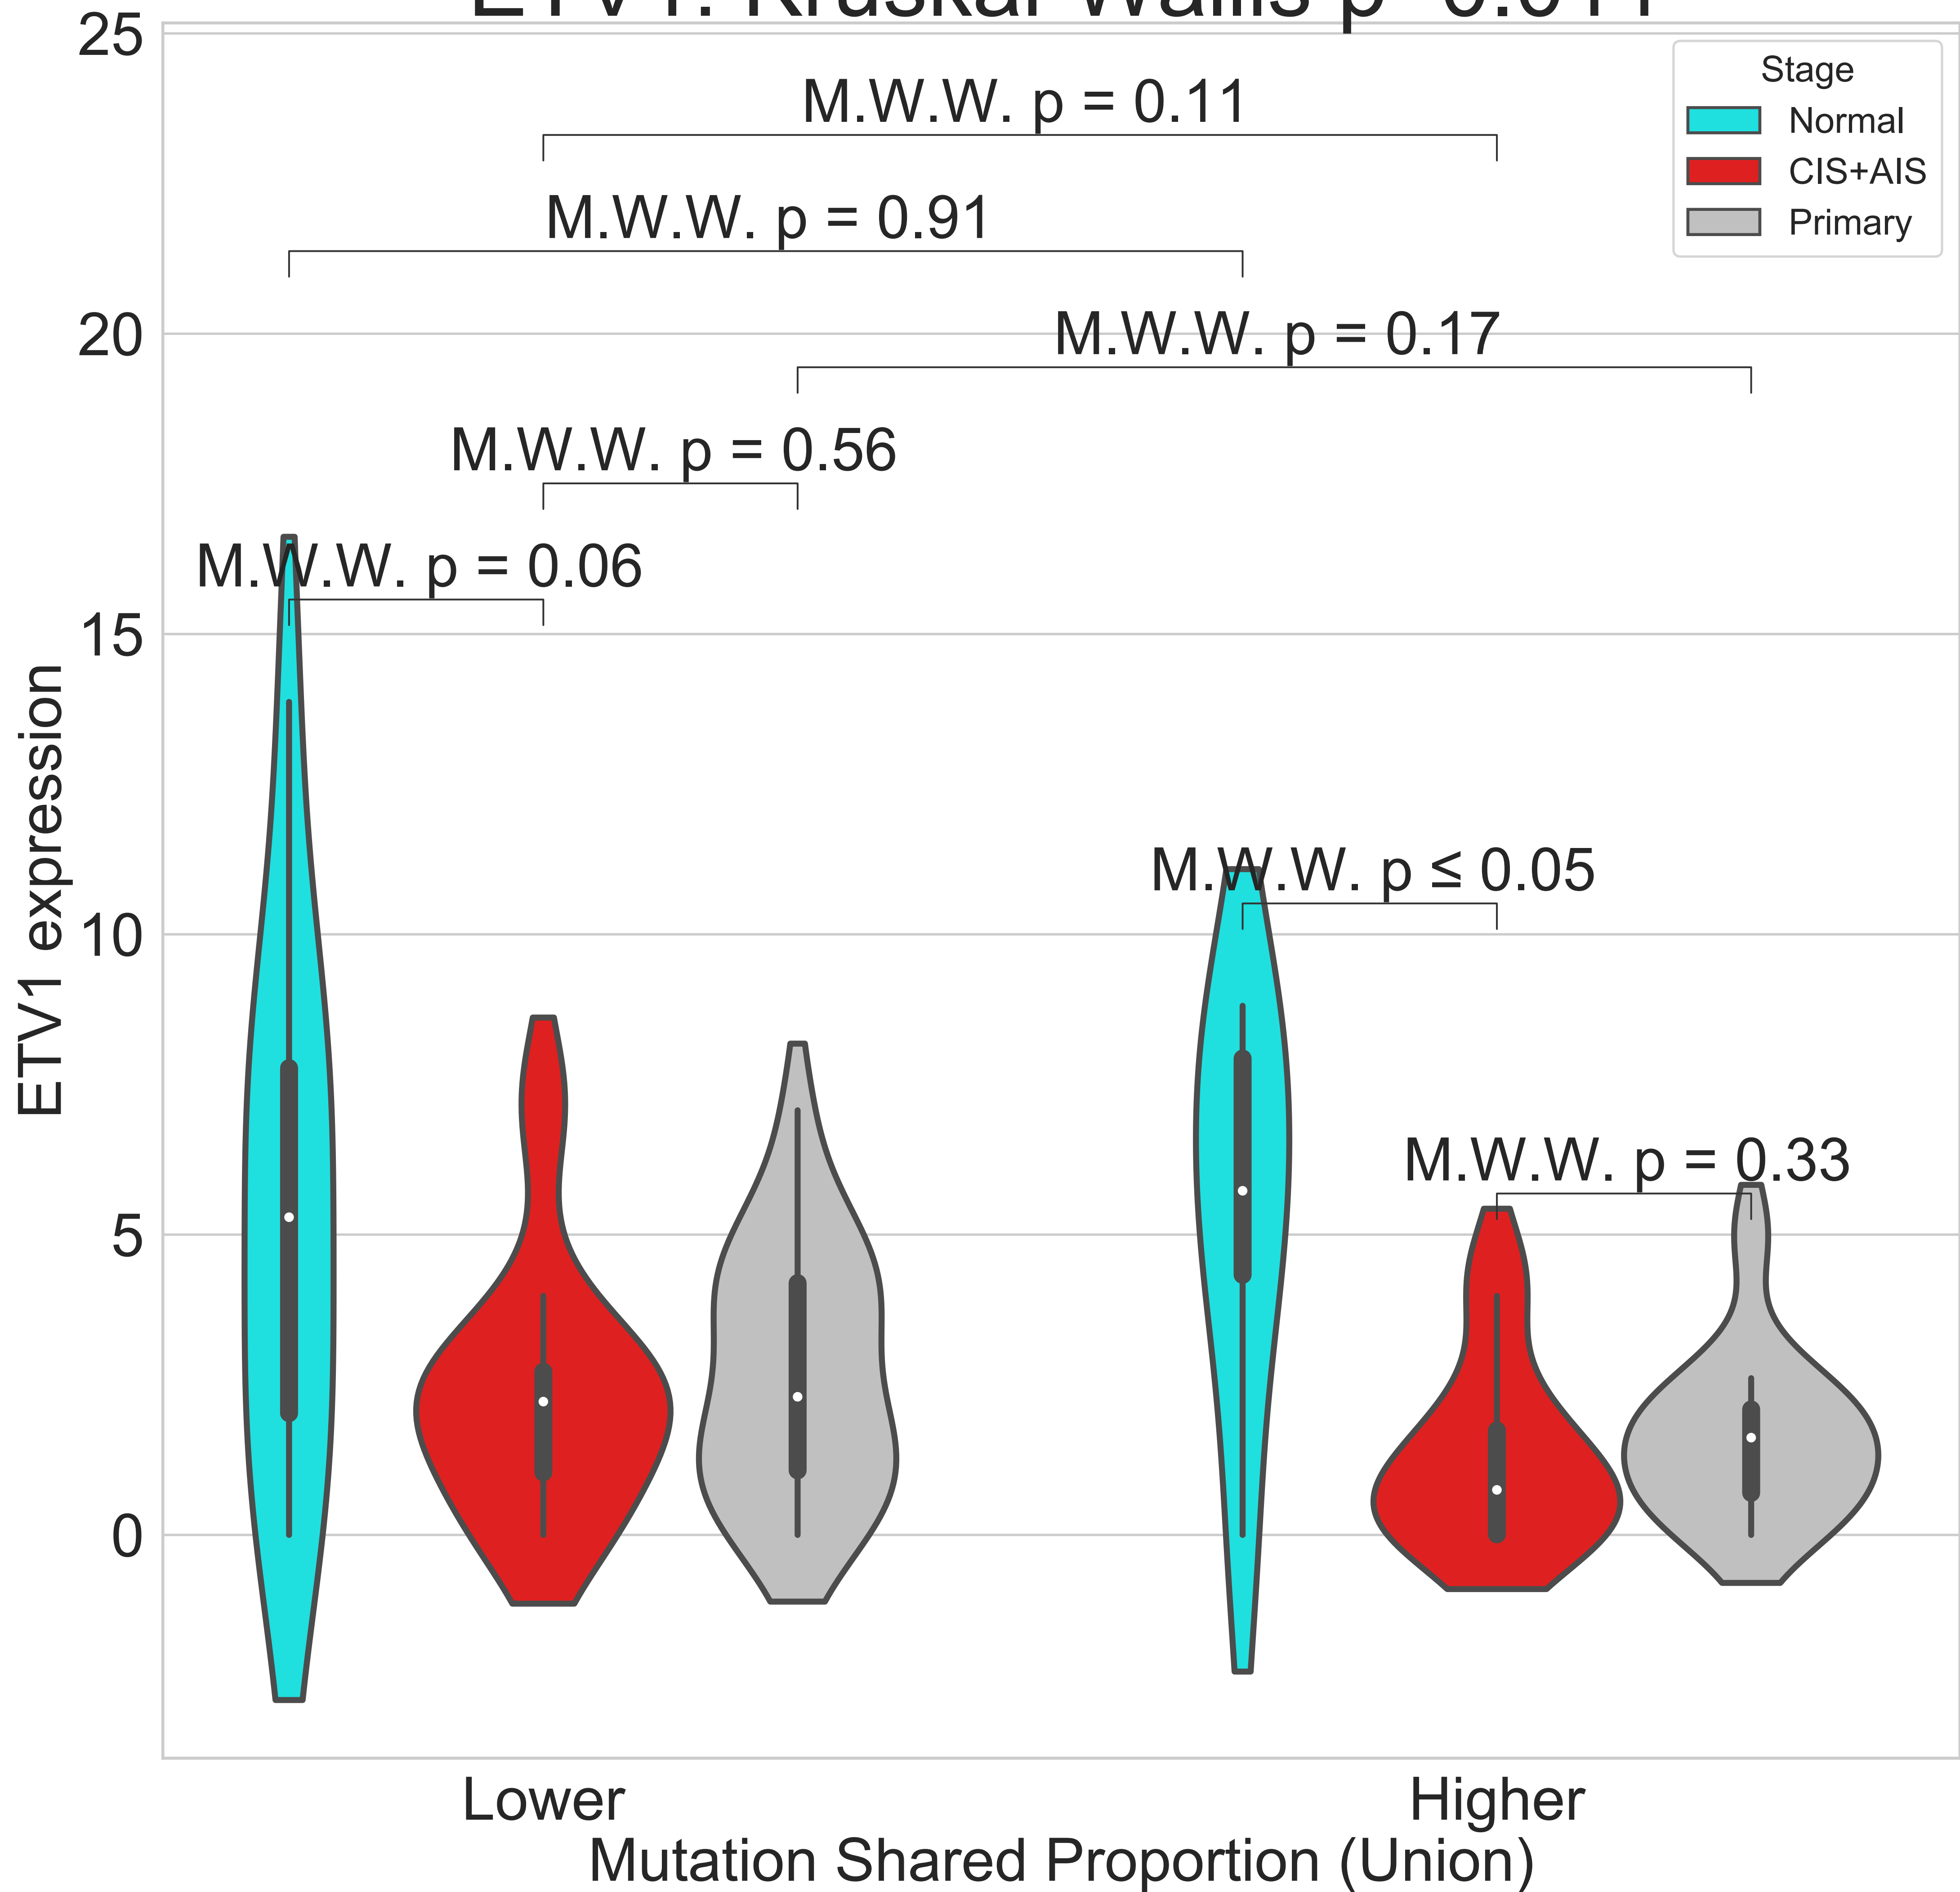 25
Stage
Normal
CIS+AIS
Primary
M.W.W. p = 0.11
M.W.W. p = 0.91
20
M.W.W. p = 0.17
M.W.W. p = 0.56
M.W.W. p = 0.06
15
ETV1 expression
10
M.W.W. p ≤ 0.05
M.W.W. p = 0.33
5
0
Lower
Higher
Mutation Shared Proportion (Union)